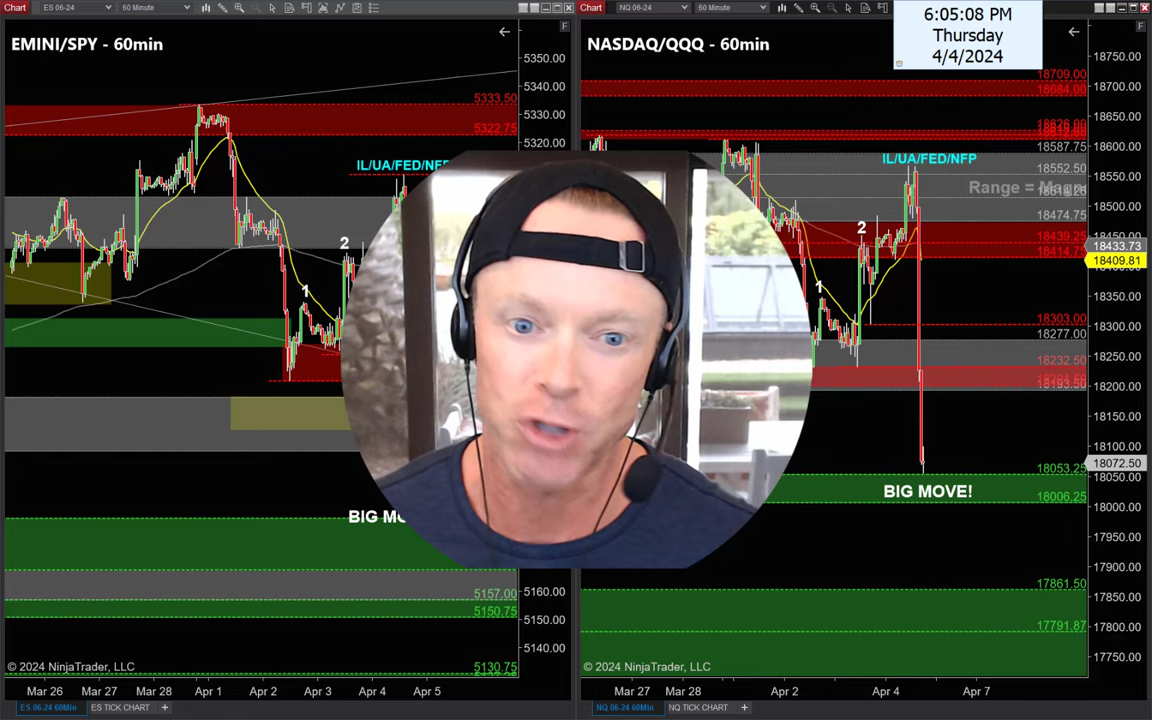 Chart
ES 06-24
60 Minute
EMINI/SPY - 60min
F
5350.00
5340.00
5333.50
5330.00
5322.75
5320.00
IL/UA/FED/NFP
2
1
BIG MO
5160.00
5157.00
5150.75
5150.00
5140.00
5130.75
© 2024 NinjaTrader, LLC
Mar 26
Mar 27
Mar 28
Apr 1
Apr 2
Apr 3
Apr 4
Apr 5
ES 06-24 60Min
ES TICK CHART
+
Chart
NQ 06-24
60 Minute
6:05:08 PM
Thursday
4/4/2024
NASDAQ/QQQ - 60min
F
18750.00
18709.00
18700.00
18684.00
18650.00
18600.00
18587.75
IL/UA/FED/NFP
18552.50
18550.00
Range =
18500.00
18474.75
2
18439.25
18433.73
18414.75
18409.81
18350.00
1
18303.00
18300.00
18277.00
18250.00
18232.50
18200.00
18150.00
18100.00
18072.50
18053.25
18050.00
BIG MOVE!
18006.25
18000.00
17950.00
17900.00
17861.50
17850.00
17800.00
17791.87
17750.00
© 2024 NinjaTrader, LLC
Mar 27
Mar 28
Apr 2
Apr 4
Apr 7
NQ 06-24 60Min
NQ TICK CHART
+